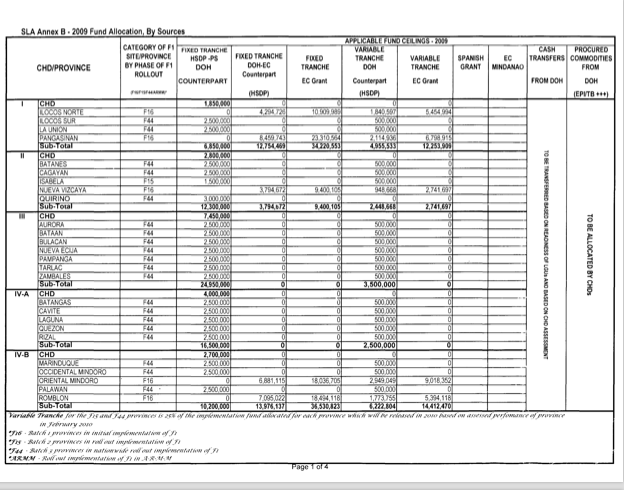 SLA Annex B - 2009 Fund Allocation, By Sources
APPLICABLE FUND CEILINGS - 2009
CHD/PROVINCE | CATEGORY OF F1 SITE/PROVINCE BY PHASE OF F1 ROLLOUT | FIXED TRANCHE HSDP -PS DOH COUNTERPART | FIXED TRANCHE DOH-EC Counterpart (HSDP) | FIXED TRANCHE EC Grant | VARIABLE TRANCHE DOH Counterpart (HSDP) | VARIABLE TRANCHE EC Grant | SPANISH GRANT | EC MINDANAO | CASH TRANSFERS FROM DOH | PROCURED COMMODITIES FROM DOH (EPI/TB +++)
I CHD 1,850,000 0 0 0 0
ILOCOS NORTE F16 0 4,294,726 10,909,989 1,840,597 5,454,994
ILOCOS SUR F44 2,500,000 0 0 500,000 0
LA UNION F44 2,500,000 0 0 500,000 0
PANGASINAN F16 0 8,459,743 23,310,564 2,114,936 6,798,915
Sub-Total 6,850,000 12,754,469 34,220,553 4,955,533 12,253,909
II CHD 2,800,000 0 0 0 0
BATANES F44 2,500,000 0 0 500,000 0
CAGAYAN F44 2,500,000 0 0 500,000 0
ISABELA F15 1,500,000 0 0 500,000 0
NUEVA VIZCAYA F16 0 3,794,672 9,400,105 948,668 2,741,697
QUIRINO F44 3,000,000 0 0
Sub-Total 12,300,000 3,794,672 9,400,105 2,448,668 2,741,697
III CHD 7,450,000 0 0 0 0
AURORA F44 2,500,000 0 0 500,000 0
BATAAN F44 2,500,000 0 0 500,000 0
BULACAN F44 2,500,000 0 0 500,000 0
NUEVA ECIJA F44 2,500,000 0 0 500,000 0
PAMPANGA F44 2,500,000 0 0 500,000 0
TARLAC F44 2,500,000 0 0 500,000 0
ZAMBALES F44 2,500,000 0 0 500,000 0
Sub-Total 24,950,000 0 0 3,500,000 0
IV-A CHD 4,000,000 0 0 0 0
BATANGAS F44 2,500,000 0 0 500,000 0
CAVITE F44 2,500,000 0 0 500,000 0
LAGUNA F44 2,500,000 0 0 500,000 0
QUEZON F44 2,500,000 0 0 500,000 0
RIZAL F44 2,500,000 0 0 500,000 0
Sub-Total 16,500,000 0 0 2,500,000 0
IV-B CHD 2,700,000 0 0 0 0
MARINDUQUE F44 2,500,000 0 0 500,000 0
OCCIDENTAL MINDORO F44 2,500,000 0 0 500,000 0
ORIENTAL MINDORO F16 0 6,881,115 18,036,705 2,949,049 9,018,352
PALAWAN F44 2,500,000 0 0 500,000 0
ROMBLON F16 0 7,095,022 18,494,118 1,773,755 5,394,118
Sub-Total 10,200,000 13,976,137 36,530,823 6,222,804 14,412,470
TO BE TRANSFERRED BASED ON READINESS OF LGUs AND BASED ON CHD ASSESSMENT
TO BE ALLOCATED BY CHDs
Variable Tranche for the F15 and F44 provinces is 25% of the implementation fund allocated for each province which will be released in 2010 based on assessed perfomance of province
in February 2010
*F16 - Batch 1 provinces in initial implementation of F1
*F15 - Batch 2 provinces in roll out implementation of F1
*F44 - Batch 3 provinces in nationwide roll out implementation of F1
*ARMM - Roll out implementation of F1 in A-R-M-M
Page 1 of 4